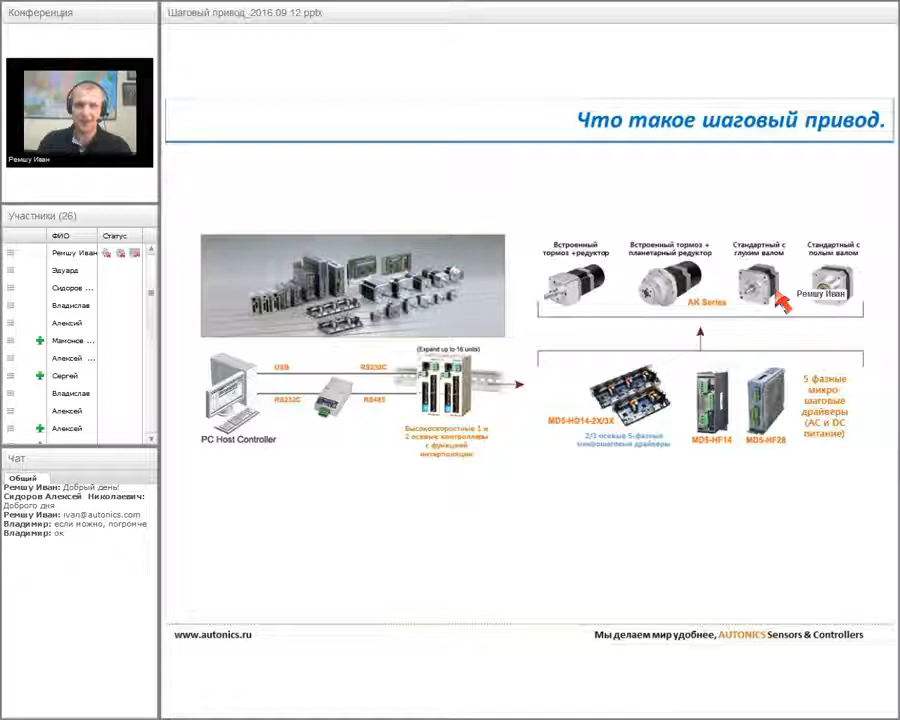 Конференция
Ремшу Иван
Участники (26)
ФИО
Статус
Ремшу Иван
Эдуард
Сидоров ...
Владислав
Алексий
Мамонов ...
Алексей ...
Сергей
Владислав
Алексей
Алексей
Чат
Общий
Ремшу Иван: Добрый день!
Сидоров Алексей Николаевич:
Доброго дня
Ремшу Иван: ivan@autonics.com
Владимир: если можно, погромче
Владимир: ок
Шаговый привод_2016 09 12.pptx
Что такое шаговый привод.
Встроенный
тормоз +редуктор
Встроенный тормоз +
планетарный редуктор
Стандартный с
глухим валом
Стандартный с
полым валом
AK Series
Ремшу Иван
(Expand up to 16 units)
USB
RS232C
RS232C
RS485
PC Host Controller
Высокоскоростные 1 и
2 осевые контроллеры
с функцией
интерполяции
MD5-HD14-2X/3X
2/3 осевые 5-фазные
микрошаговые драйверы
MD5-HF14
MD5-HF28
5 фазные
микро-
шаговые
драйверы
(AC и DC
питание)
www.autonics.ru
Мы делаем мир удобнее, AUTONICS Sensors & Controllers